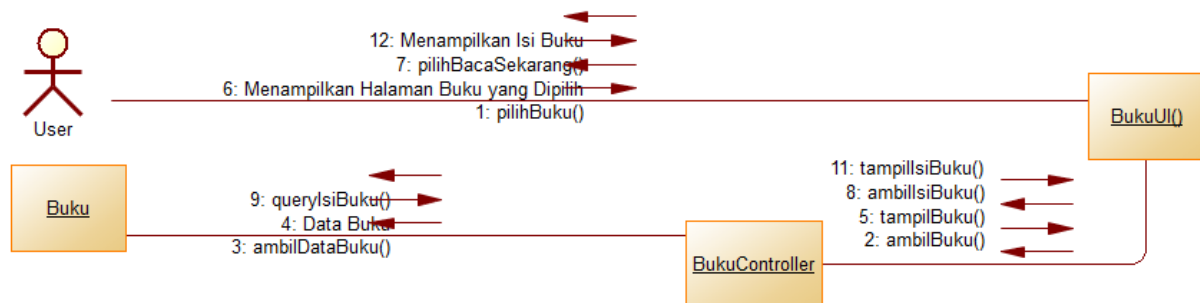 12: Menampilkan Isi Buku
7: pilihBacaSekarang()
6: Menampilkan Halaman Buku yang Dipilih
1: pilihBuku()
User
BukuUI()
Buku
9: queryIsiBuku()
4: Data Buku
3: ambilDataBuku()
BukuController
11: tampilIsiBuku()
8: ambilIsiBuku()
5: tampilBuku()
2: ambilBuku()